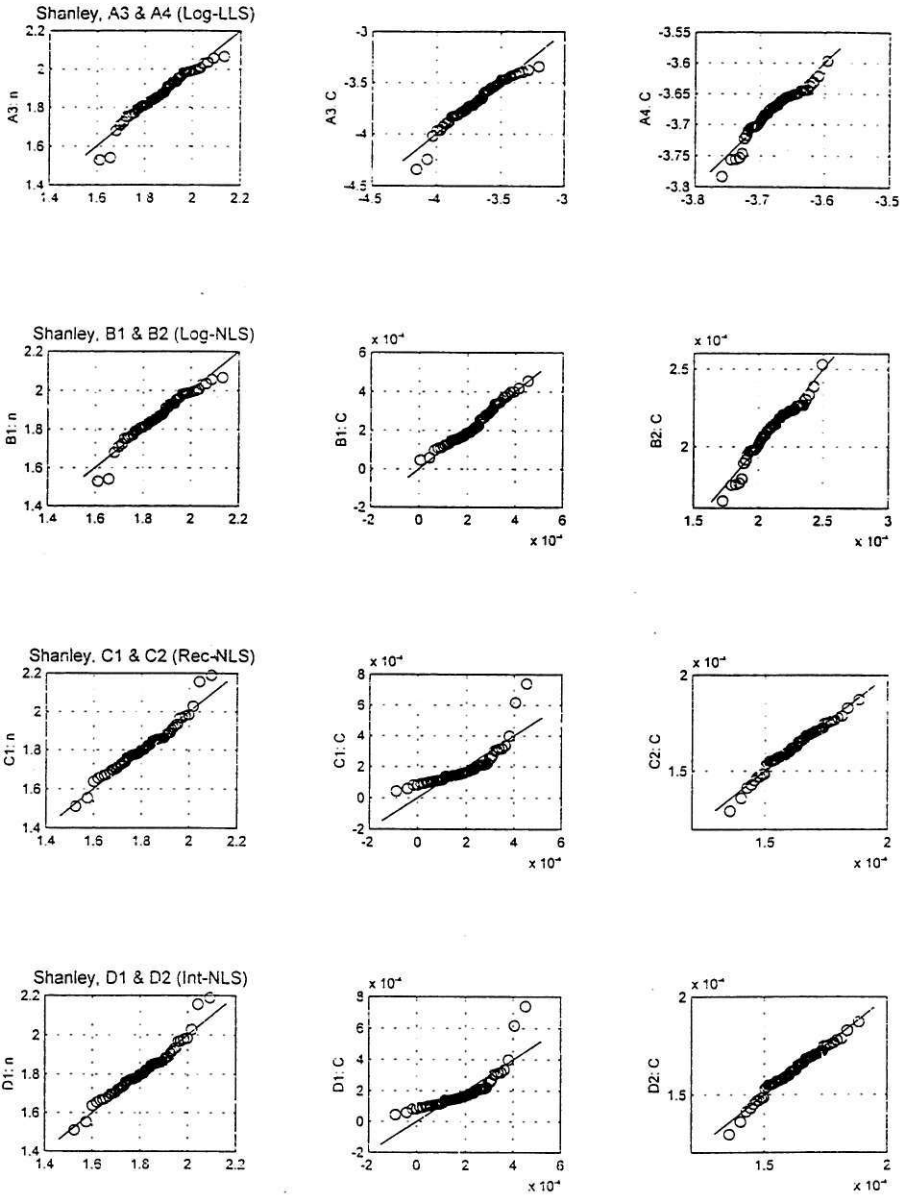 Shanley, A3 & A4 (Log-LLS)
2.2
2
1.8
1.6
1.4
A3: n
1.4 1.6 1.8 2 2.2
-3
-3.5
-4
-4.5
A3: C
-4.5 -4 -3.5 -3
-3.55
-3.6
-3.65
-3.7
-3.75
-3.8
A4: C
-3.8 -3.7 -3.6 -3.5
Shanley, B1 & B2 (Log-NLS)
2.2
2
1.8
1.6
1.4
B1: n
1.4 1.6 1.8 2 2.2
x 10⁻⁴
6
4
2
0
-2
B1: C
-2 0 2 4 6
x 10⁻⁴
x 10⁻⁴
2.5
2
B2: C
1.5 2 2.5 3
x 10⁻⁴
Shanley, C1 & C2 (Rec-NLS)
2.2
2
1.8
1.6
1.4
C1: n
1.4 1.6 1.8 2 2.2
x 10⁻⁴
8
6
4
2
0
-2
C1: C
-2 0 2 4 6
x 10⁻⁴
x 10⁻⁴
2
1.5
C2: C
1.5 2
x 10⁻⁴
Shanley, D1 & D2 (Int-NLS)
2.2
2
1.8
1.6
1.4
D1: n
1.4 1.6 1.8 2 2.2
x 10⁻⁴
8
6
4
2
0
-2
D1: C
-2 0 2 4 6
x 10⁻⁴
x 10⁻⁴
2
1.5
D2: C
1.5 2
x 10⁻⁴